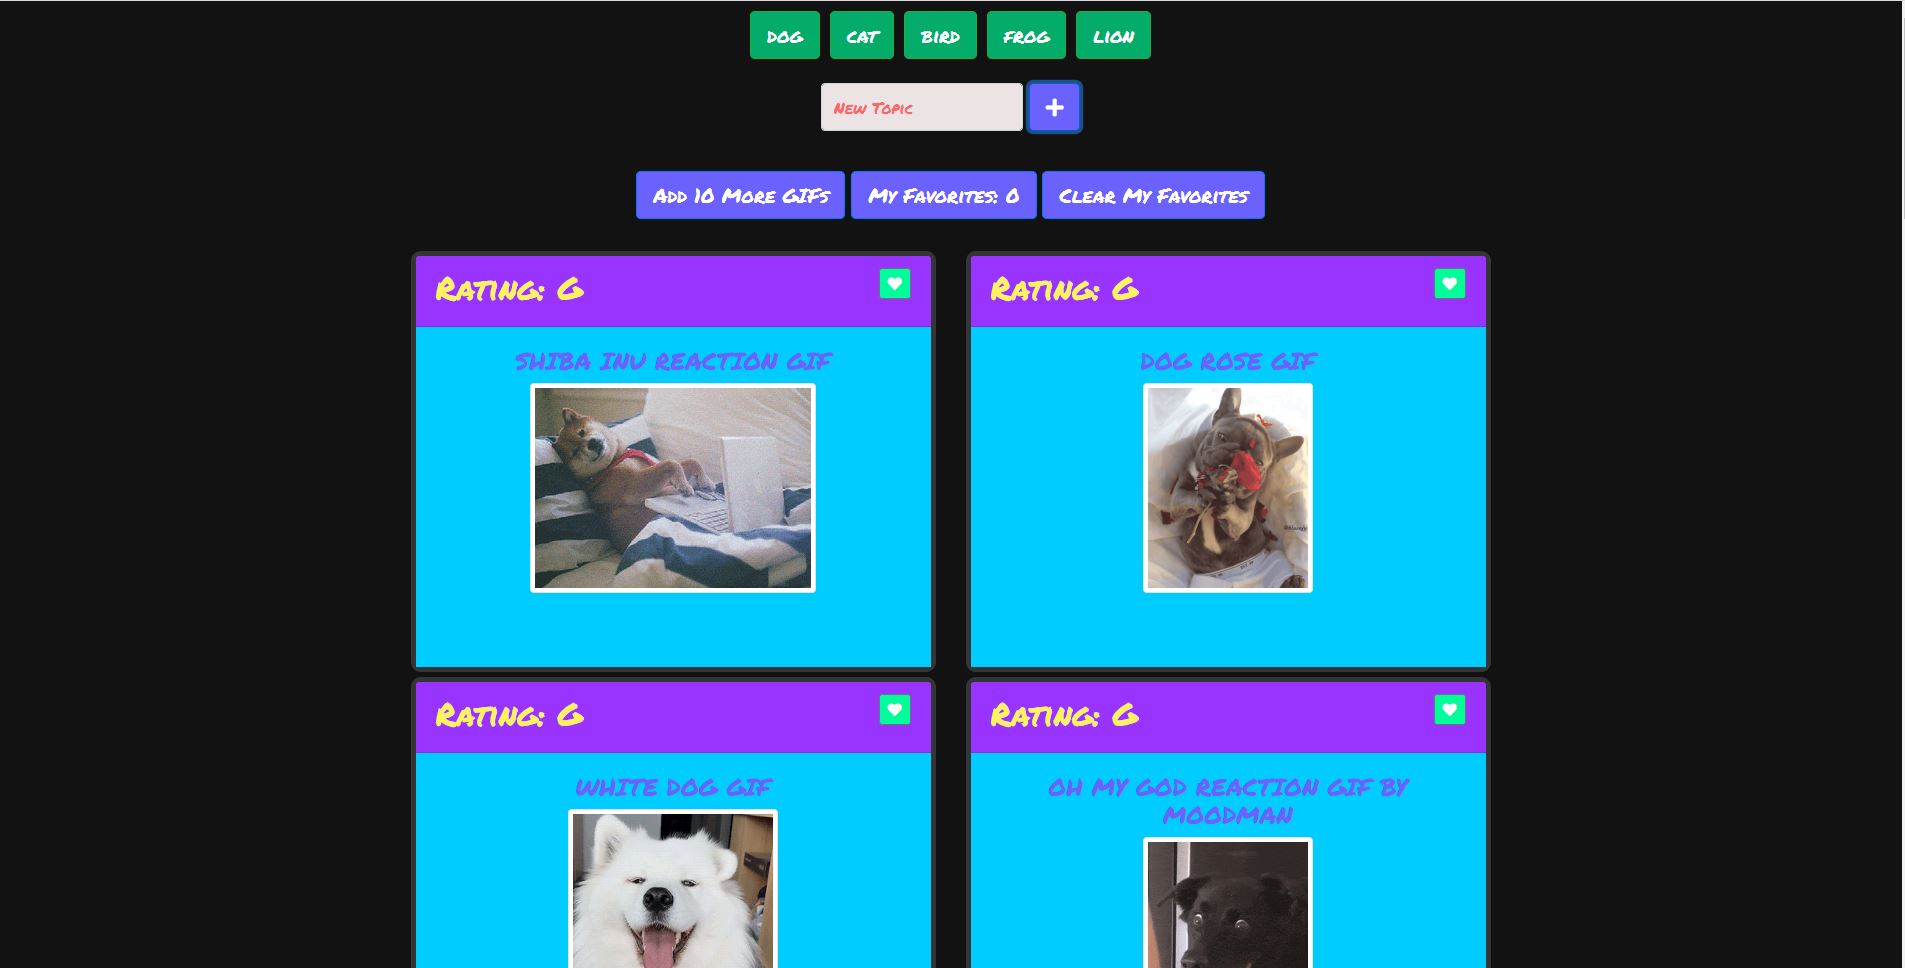 DOG CAT BIRD FROG LION
New Topic
Add 10 More GIFs My Favorites: 0 Clear My Favorites
Rating: G
SHIBA INU REACTION GIF
Rating: G
DOG ROSE GIF
Rating: G
WHITE DOG GIF
Rating: G
OH MY GOD REACTION GIF BY
MOODMAN